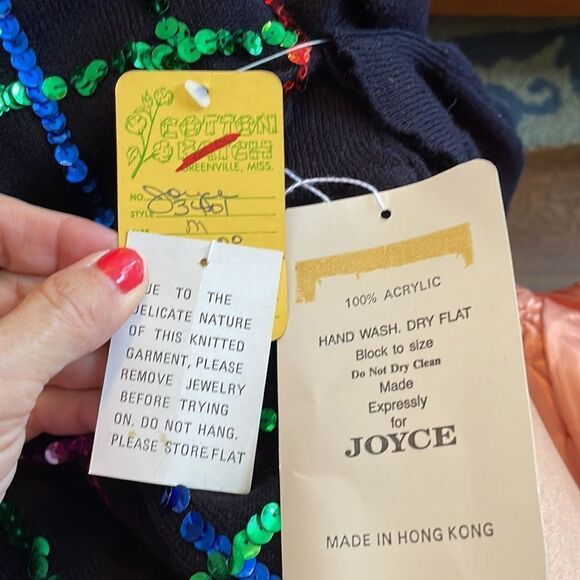 COTTON
PATCH
GREENVILLE, MISS.
NO. Joyce
STYLE 3401
M
UE TO THE
DELICATE NATURE
OF THIS KNITTED
GARMENT, PLEASE
REMOVE JEWELRY
BEFORE TRYING
ON. DO NOT HANG.
PLEASE STORE FLAT
100% ACRYLIC
HAND WASH. DRY FLAT
Block to size
Do Not Dry Clean
Made
Expressly
for
JOYCE
MADE IN HONG KONG